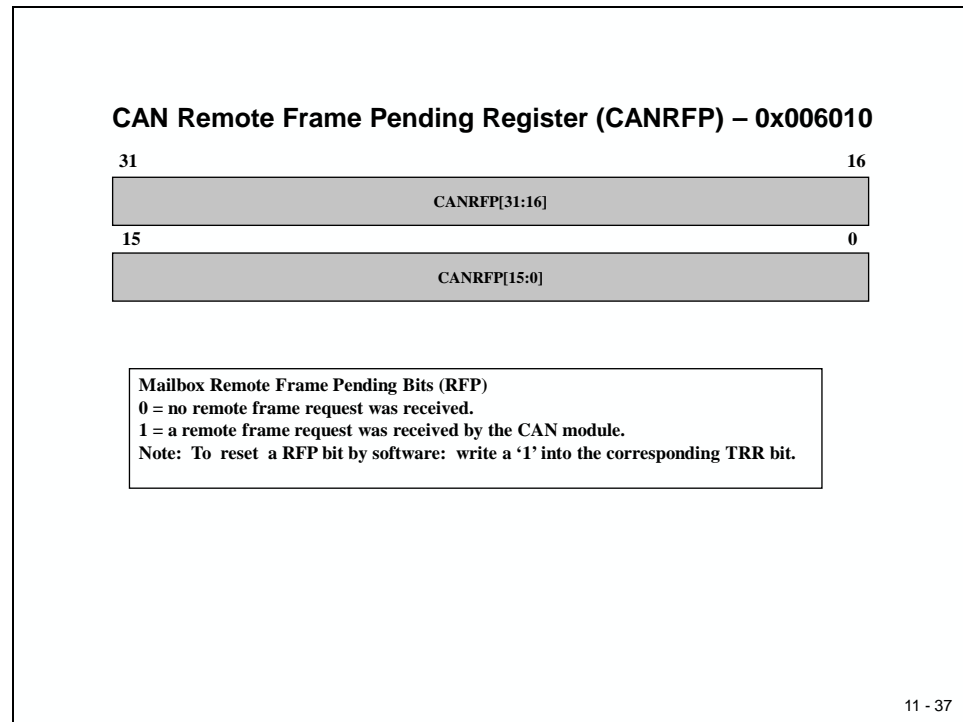 CAN Remote Frame Pending Register (CANRFP) – 0x006010
31 16
CANRFP[31:16]
15 0
CANRFP[15:0]
Mailbox Remote Frame Pending Bits (RFP)
0 = no remote frame request was received.
1 = a remote frame request was received by the CAN module.
Note: To reset a RFP bit by software: write a ‘1’ into the corresponding TRR bit.
11 - 37